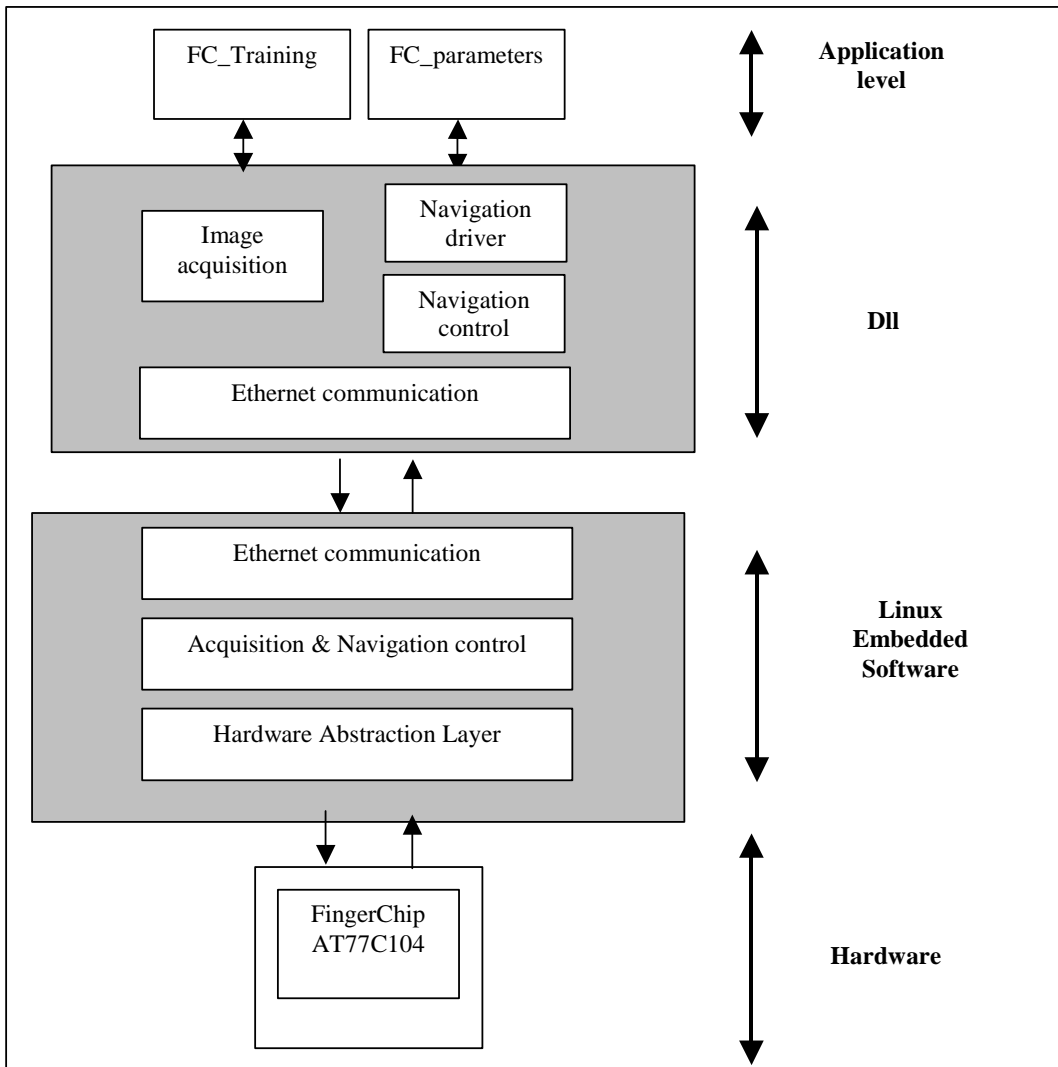 FC_Training
FC_parameters
Application
level
Navigation
driver
Image
acquisition
Navigation
control
Dll
Ethernet communication
Ethernet communication
Acquisition & Navigation control
Hardware Abstraction Layer
Linux
Embedded
Software
FingerChip
AT77C104
Hardware